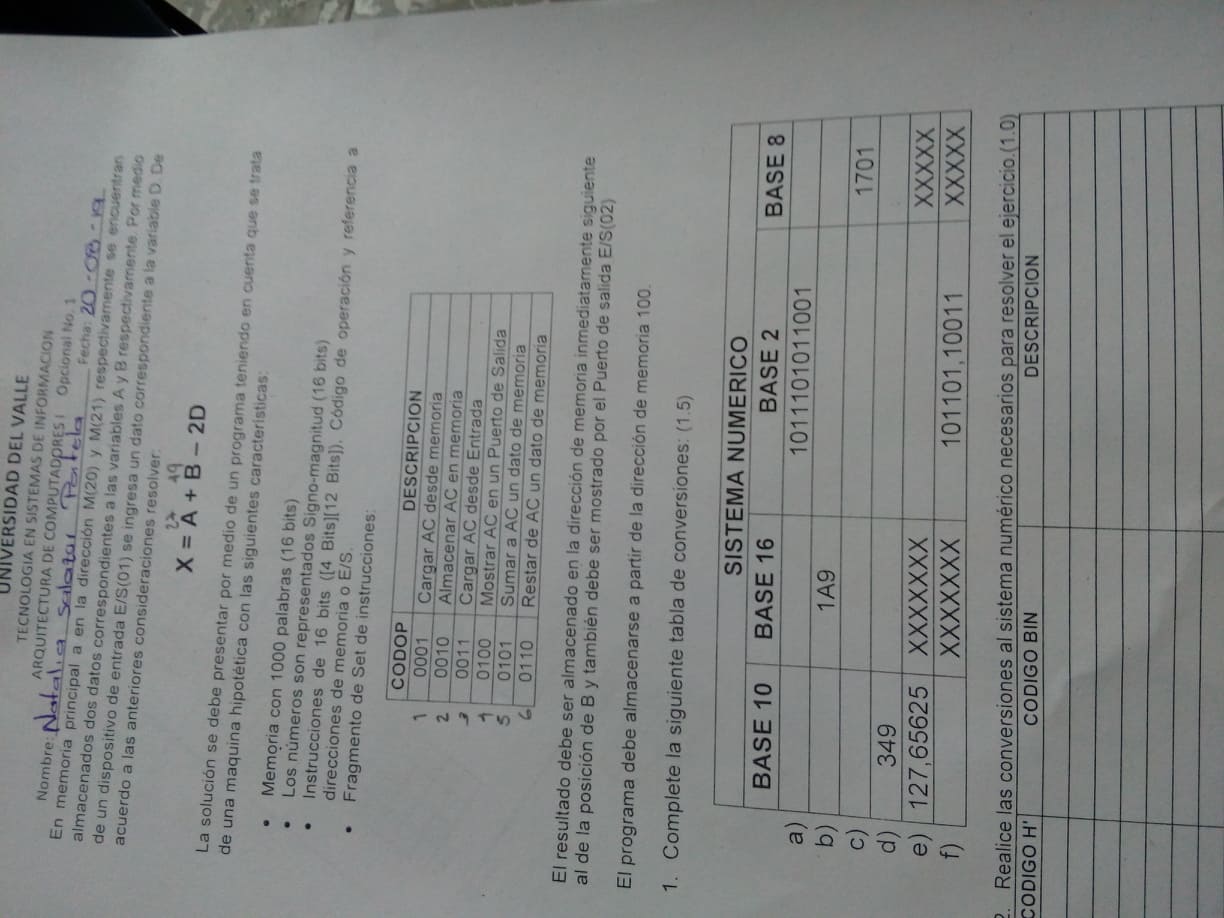 UNIVERSIDAD DEL VALLE
TECNOLOGIA EN SISTEMAS DE INFORMACION
ARQUITECTURA DE COMPUTADORES I Opcional No. 1
Nombre: Natalia Salazar Portela Fecha: 20-08-19
En memoria principal a en la dirección M(20) y M(21) respectivamente se encuentran
almacenados dos datos correspondientes a las variables A y B respectivamente. Por medio
de un dispositivo de entrada E/S(01) se ingresa un dato correspondiente a la variable D. De
acuerdo a las anteriores consideraciones resolver:
27 49
X = A + B – 2D
La solución se debe presentar por medio de un programa teniendo en cuenta que se trata
de una maquina hipotética con las siguientes características:
• Memoria con 1000 palabras (16 bits)
• Los números son representados Signo-magnitud (16 bits)
• Instrucciones de 16 bits ([4 Bits][12 Bits]). Código de operación y referencia a
direcciones de memoria o E/S.
• Fragmento de Set de instrucciones:
CODOP DESCRIPCION
1 0001 Cargar AC desde memoria
2 0010 Almacenar AC en memoria
3 0011 Cargar AC desde Entrada
4 0100 Mostrar AC en un Puerto de Salida
5 0101 Sumar a AC un dato de memoria
6 0110 Restar de AC un dato de memoria
El resultado debe ser almacenado en la dirección de memoria inmediatamente siguiente
al de la posición de B y también debe ser mostrado por el Puerto de salida E/S(02)
El programa debe almacenarse a partir de la dirección de memoria 100.
1. Complete la siguiente tabla de conversiones: (1.5)
SISTEMA NUMERICO
BASE 10 BASE 16 BASE 2 BASE 8
a) 1011101011001
b) 1A9
c) 1701
d) 349
e) 127,65625 XXXXXXX XXXXX
f) XXXXXXX 101101,10011 XXXXX
2. Realice las conversiones al sistema numérico necesarios para resolver el ejercicio.(1.0)
CODIGO H' CODIGO BIN DESCRIPCION